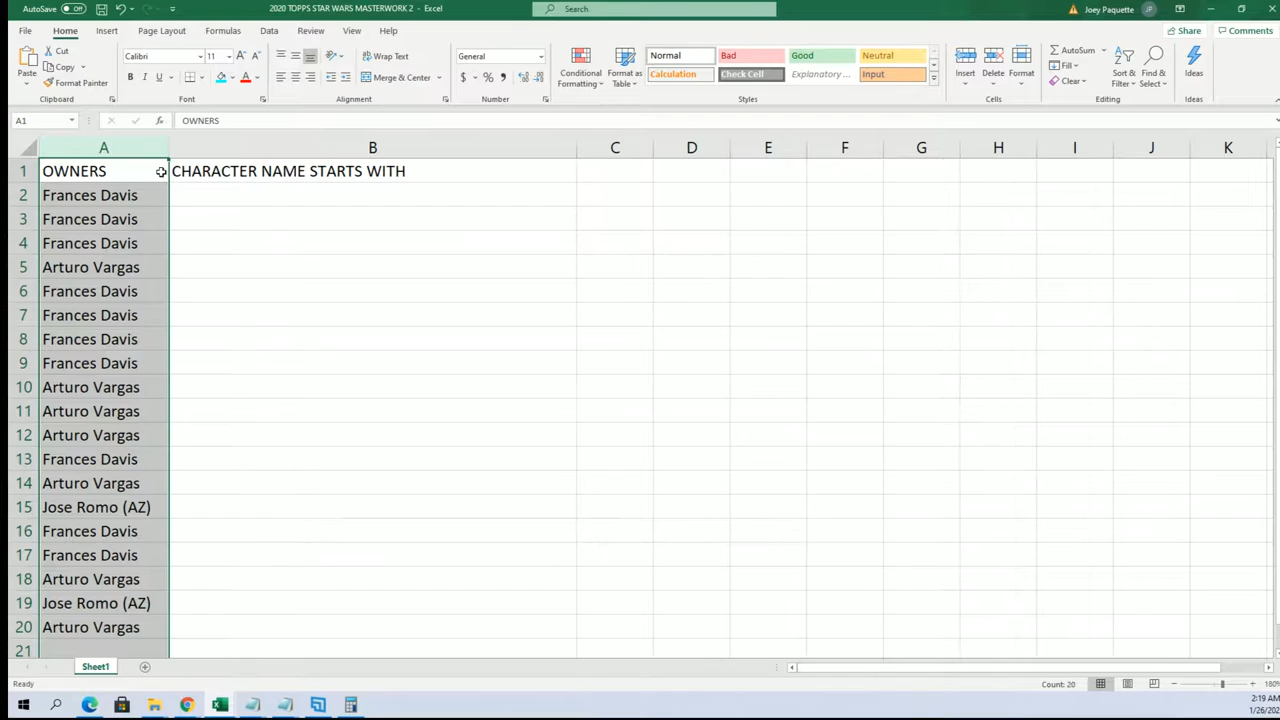 AutoSave Off 2020 TOPPS STAR WARS MASTERWORK 2 - Excel Search Joey Paquette JP
File Home Insert Page Layout Formulas Data Review View Help Share Comments
Paste Cut Copy Format Painter Clipboard
Calibri 11 B I U A Font
Wrap Text Merge & Center Alignment
General $ % Number
Conditional Formatting Format as Table Normal Bad Good Neutral Calculation Check Cell Explanatory ... Input Styles
Insert Delete Format Cells
AutoSum Fill Clear Sort & Filter Find & Select Editing
Ideas Ideas
A1 fx OWNERS
A B C D E F G H I J K
1 OWNERS CHARACTER NAME STARTS WITH
2 Frances Davis
3 Frances Davis
4 Frances Davis
5 Arturo Vargas
6 Frances Davis
7 Frances Davis
8 Frances Davis
9 Frances Davis
10 Arturo Vargas
11 Arturo Vargas
12 Arturo Vargas
13 Frances Davis
14 Arturo Vargas
15 Jose Romo (AZ)
16 Frances Davis
17 Frances Davis
18 Arturo Vargas
19 Jose Romo (AZ)
20 Arturo Vargas
21
Sheet1
Ready Count: 20 180%
2:19 AM
1/26/202